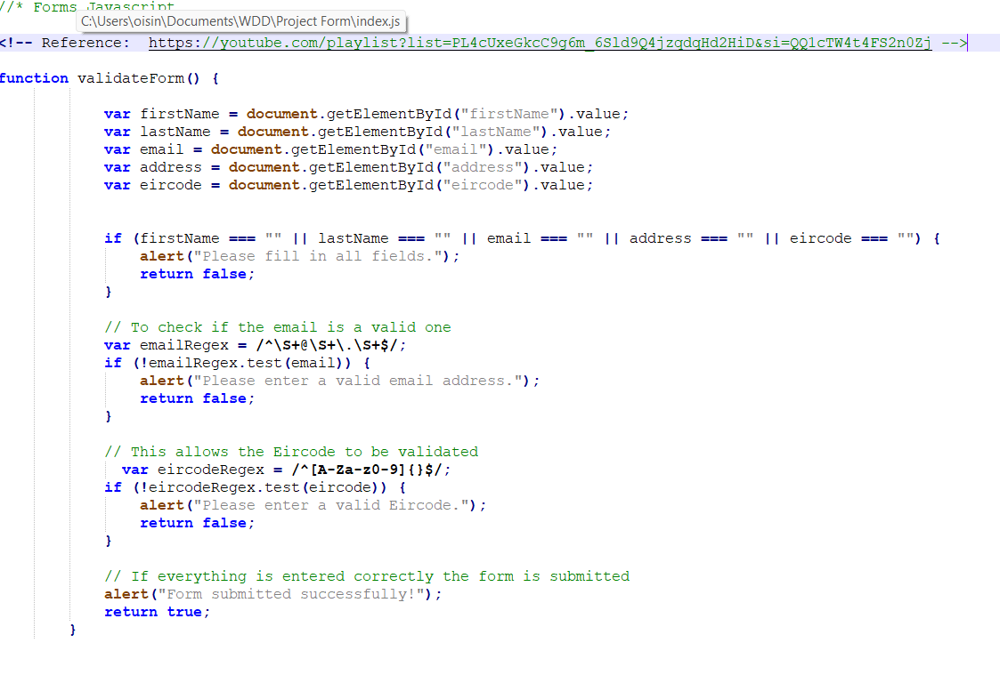 //* Forms Javascript
C:\Users\oisin\Documents\WDD\Project Form\index.js
<!-- Reference: https://youtube.com/playlist?list=PL4cUxeGkcC9g6m_6Sld9Q4jzqdqHd2HiD&si=QQ1cTW4t4FS2n0Zj -->
function validateForm() {
var firstName = document.getElementById("firstName").value;
var lastName = document.getElementById("lastName").value;
var email = document.getElementById("email").value;
var address = document.getElementById("address").value;
var eircode = document.getElementById("eircode").value;
if (firstName === "" || lastName === "" || email === "" || address === "" || eircode === "") {
alert("Please fill in all fields.");
return false;
}
// To check if the email is a valid one
var emailRegex = /^\S+@\S+\.\S+$/;
if (!emailRegex.test(email)) {
alert("Please enter a valid email address.");
return false;
}
// This allows the Eircode to be validated
var eircodeRegex = /^[A-Za-z0-9]{}$/;
if (!eircodeRegex.test(eircode)) {
alert("Please enter a valid Eircode.");
return false;
}
// If everything is entered correctly the form is submitted
alert("Form submitted successfully!");
return true;
}